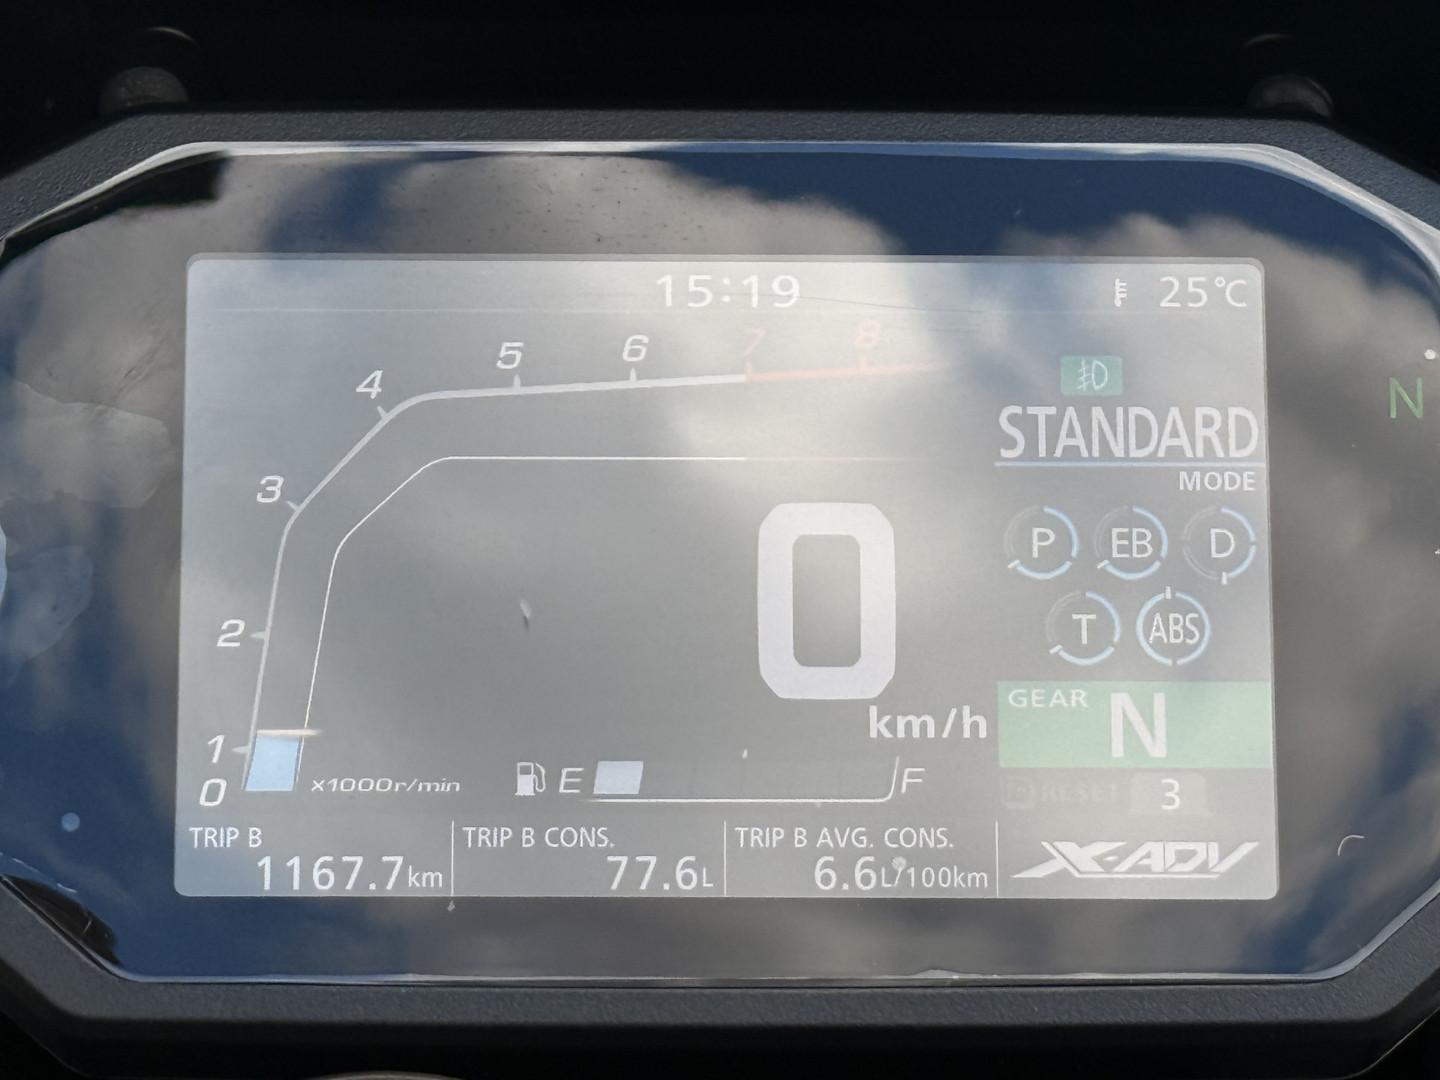 15:19
25°C
4 5 6 7 8
3
2
1
0
x1000r/min
0
km/h
E F
STANDARD
MODE
P EB D
T ABS
GEAR N
RESET 3
N
TRIP B
1167.7km
TRIP B CONS.
77.6L
TRIP B AVG. CONS.
6.6L/100km
X-ADV